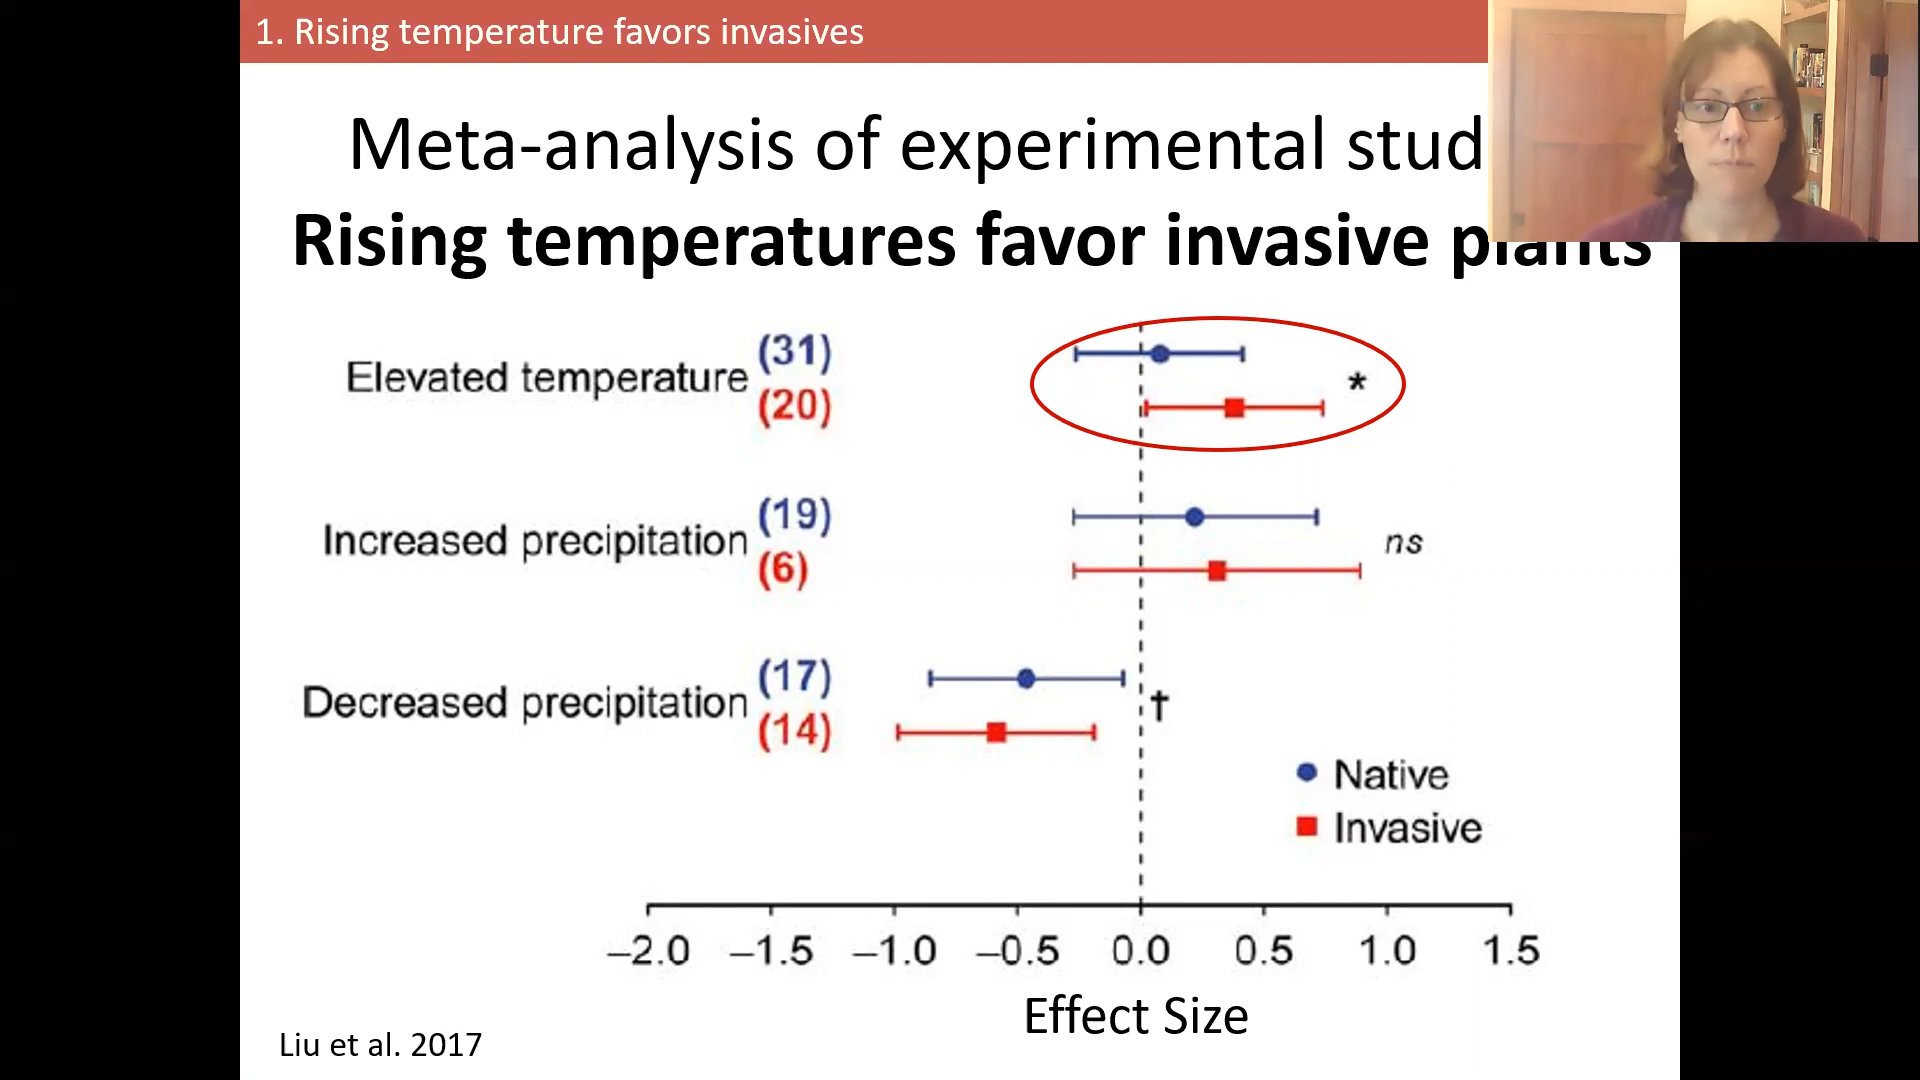 1. Rising temperature favors invasives
Meta-analysis of experimental stud
Rising temperatures favor invasive plants
Elevated temperature (31) (20) *
Increased precipitation (19) (6) ns
Decreased precipitation (17) (14) †
Native
Invasive
–2.0 –1.5 –1.0 –0.5 0.0 0.5 1.0 1.5
Effect Size
Liu et al. 2017